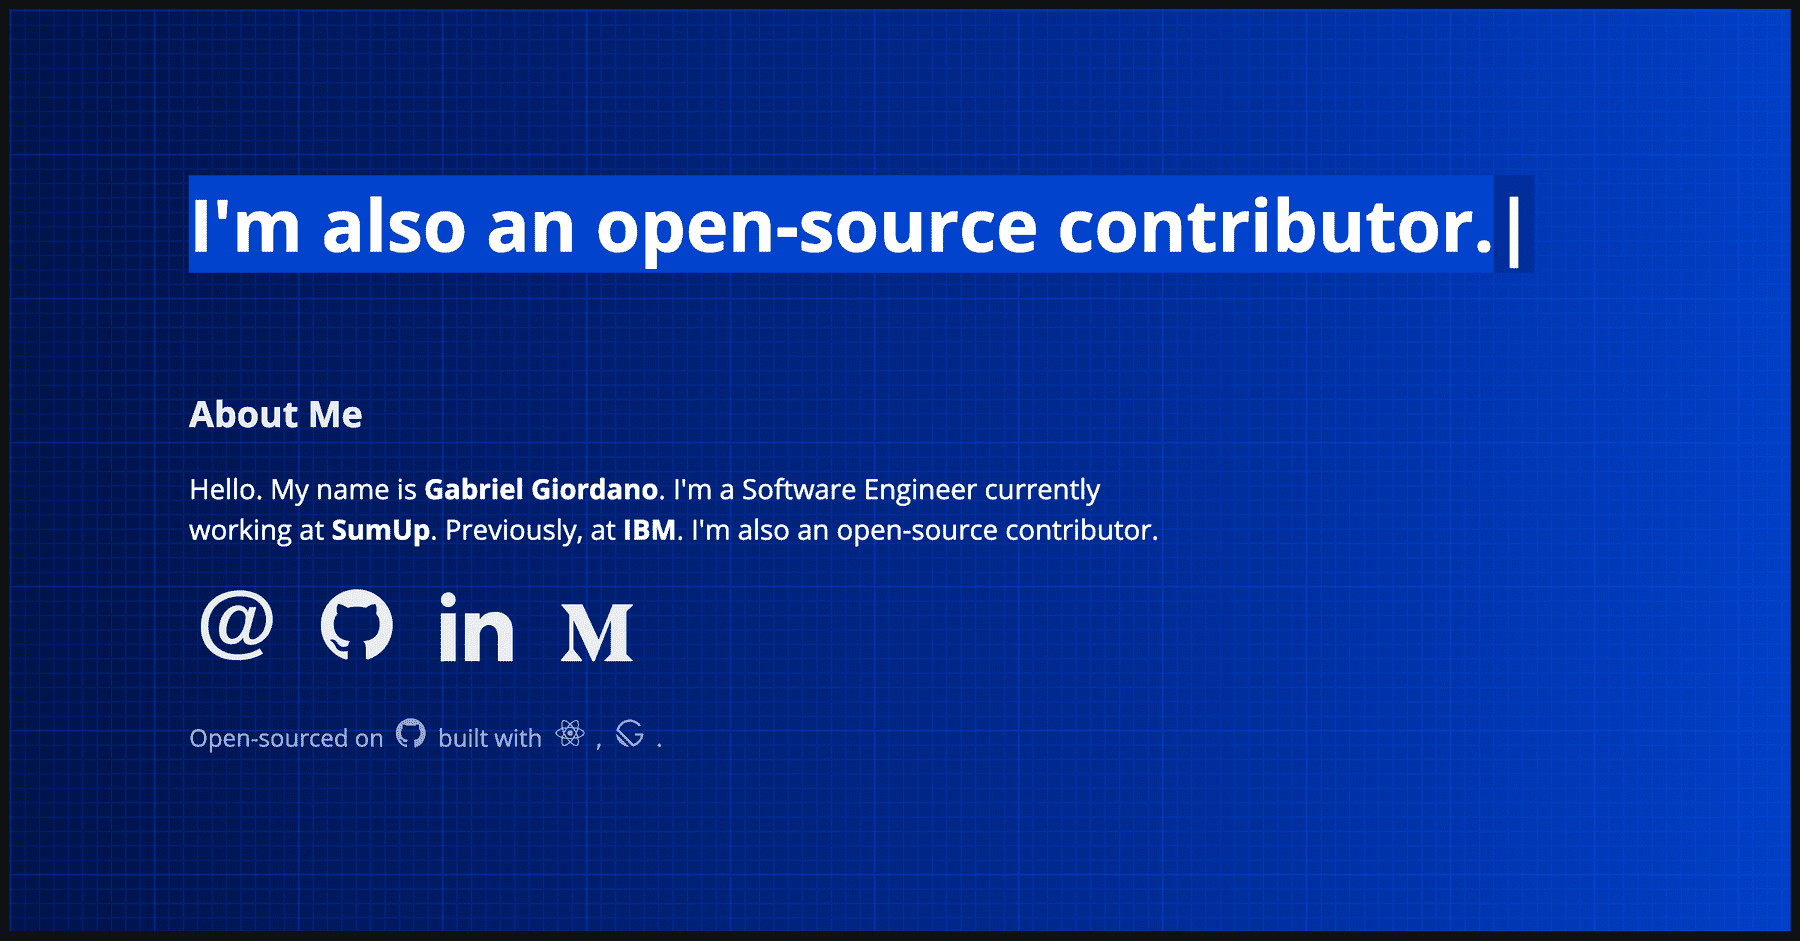 I'm also an open-source contributor.|
About Me
Hello. My name is Gabriel Giordano. I'm a Software Engineer currently
working at SumUp. Previously, at IBM. I'm also an open-source contributor.
@ in M
Open-sourced on built with , .